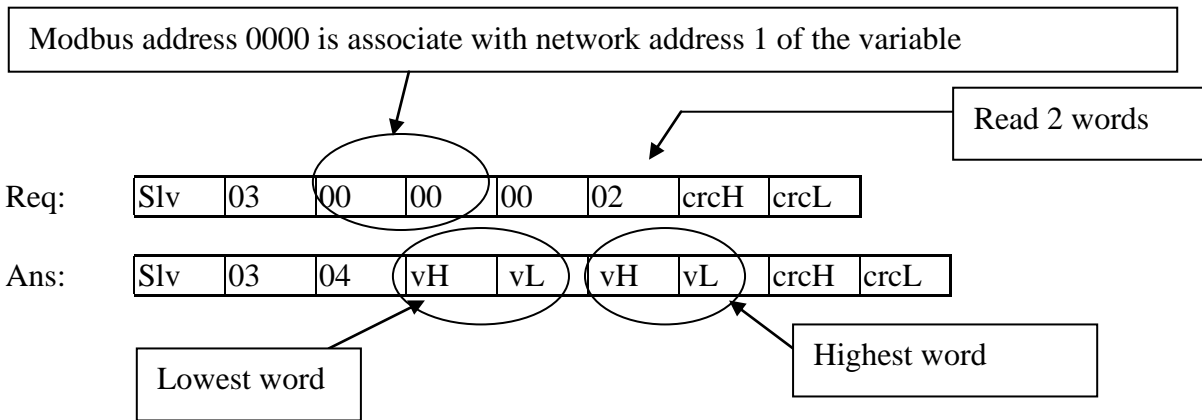 Modbus address 0000 is associate with network address 1 of the variable
Read 2 words
Req: Slv 03 00 00 00 02 crcH crcL
Ans: Slv 03 04 vH vL vH vL crcH crcL
Lowest word
Highest word